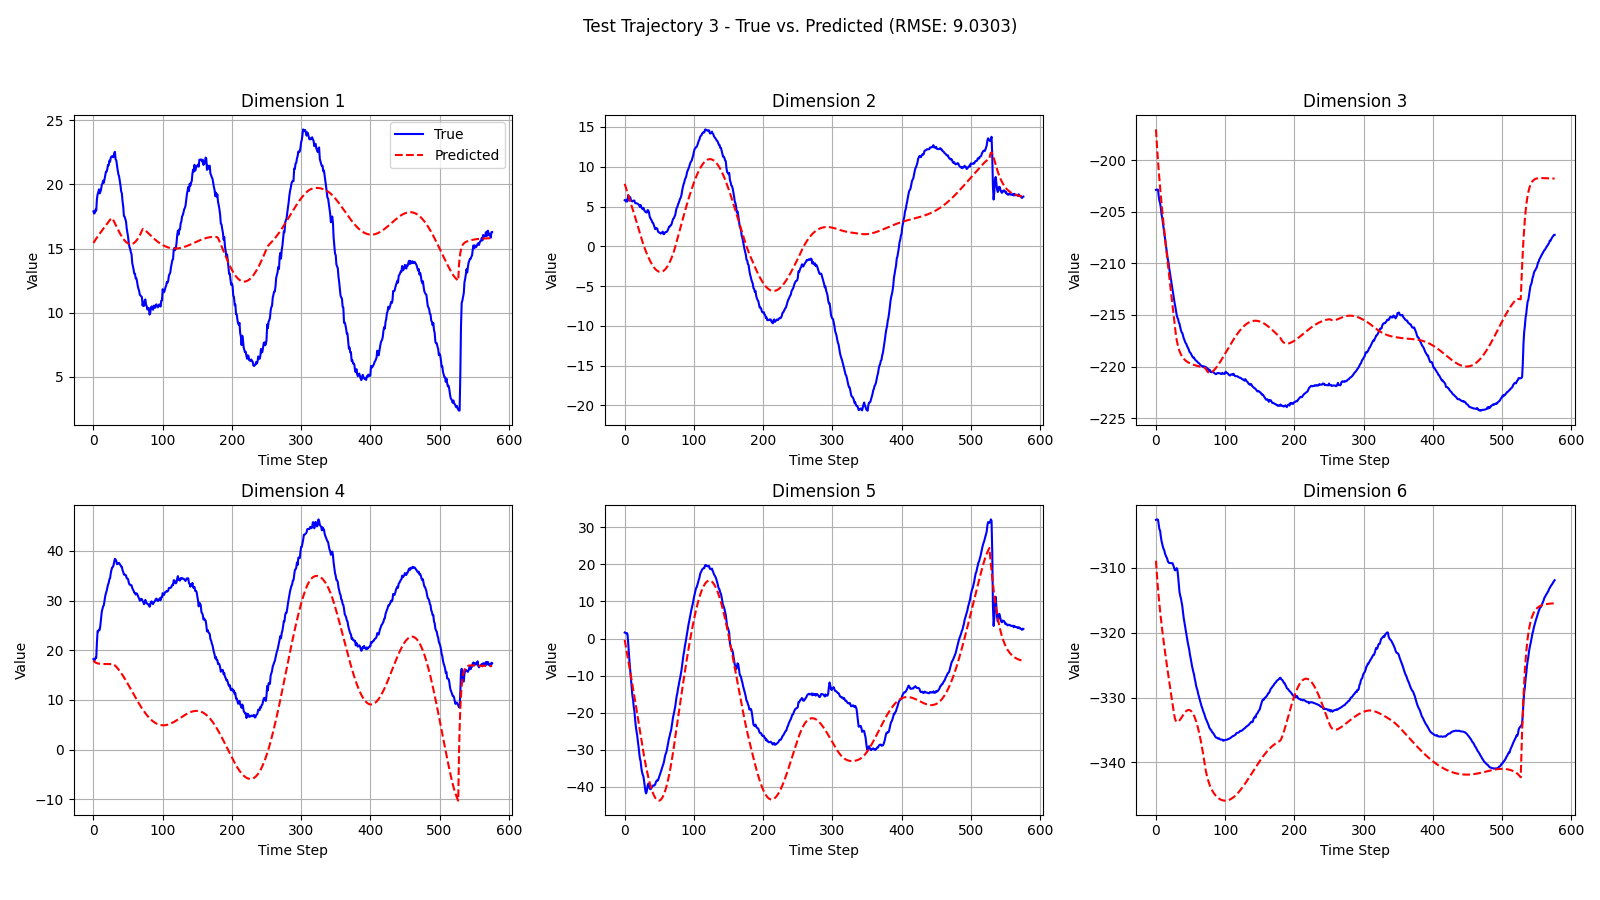 Test Trajectory 3 - True vs. Predicted (RMSE: 9.0303)
Dimension 1
25
20
15
10
5
Value
0 100 200 300 400 500 600
Time Step
True
Predicted
Dimension 2
15
10
5
0
−5
−10
−15
−20
Value
0 100 200 300 400 500 600
Time Step
Dimension 3
−200
−205
−210
−215
−220
−225
Value
0 100 200 300 400 500 600
Time Step
Dimension 4
40
30
20
10
0
−10
Value
0 100 200 300 400 500 600
Time Step
Dimension 5
30
20
10
0
−10
−20
−30
−40
Value
0 100 200 300 400 500 600
Time Step
Dimension 6
−310
−320
−330
−340
Value
0 100 200 300 400 500 600
Time Step